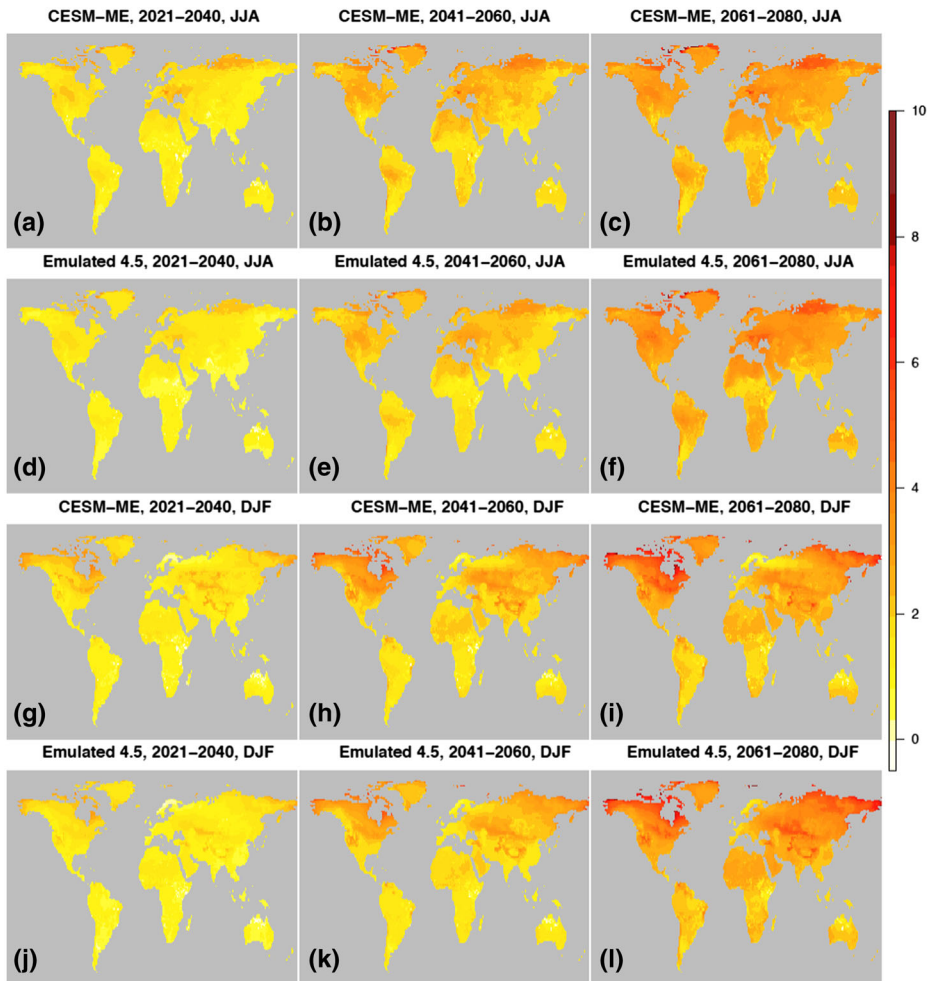 CESM−ME, 2021−2040, JJA
CESM−ME, 2041−2060, JJA
CESM−ME, 2061−2080, JJA
(a)
(b)
(c)
Emulated 4.5, 2021−2040, JJA
Emulated 4.5, 2041−2060, JJA
Emulated 4.5, 2061−2080, JJA
(d)
(e)
(f)
CESM−ME, 2021−2040, DJF
CESM−ME, 2041−2060, DJF
CESM−ME, 2061−2080, DJF
(g)
(h)
(i)
Emulated 4.5, 2021−2040, DJF
Emulated 4.5, 2041−2060, DJF
Emulated 4.5, 2061−2080, DJF
(j)
(k)
(l)
10
8
6
4
2
0